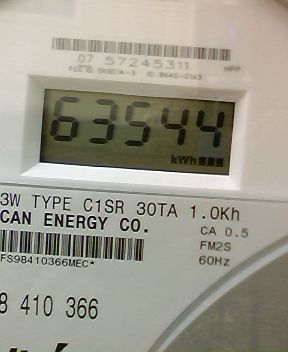 07 57245311
63544
kWh
3W TYPE C1SR 30TA 1.0Kh
CAN ENERGY CO.
CA 0.5
FM2S
60Hz
FS98410366MEC*
8 410 366